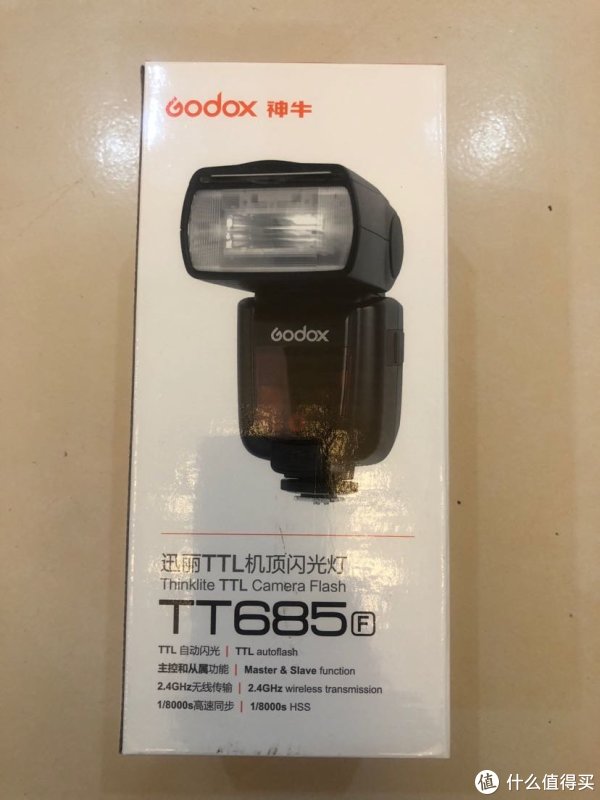 Godox 神牛
Godox
迅丽TTL机顶闪光灯
Thinklite TTL Camera Flash
TT685 F
TTL 自动闪光 | TTL autoflash
主控和从属功能 | Master & Slave function
2.4GHz无线传输 | 2.4GHz wireless transmission
1/8000s高速同步 | 1/8000s HSS
值 什么值得买